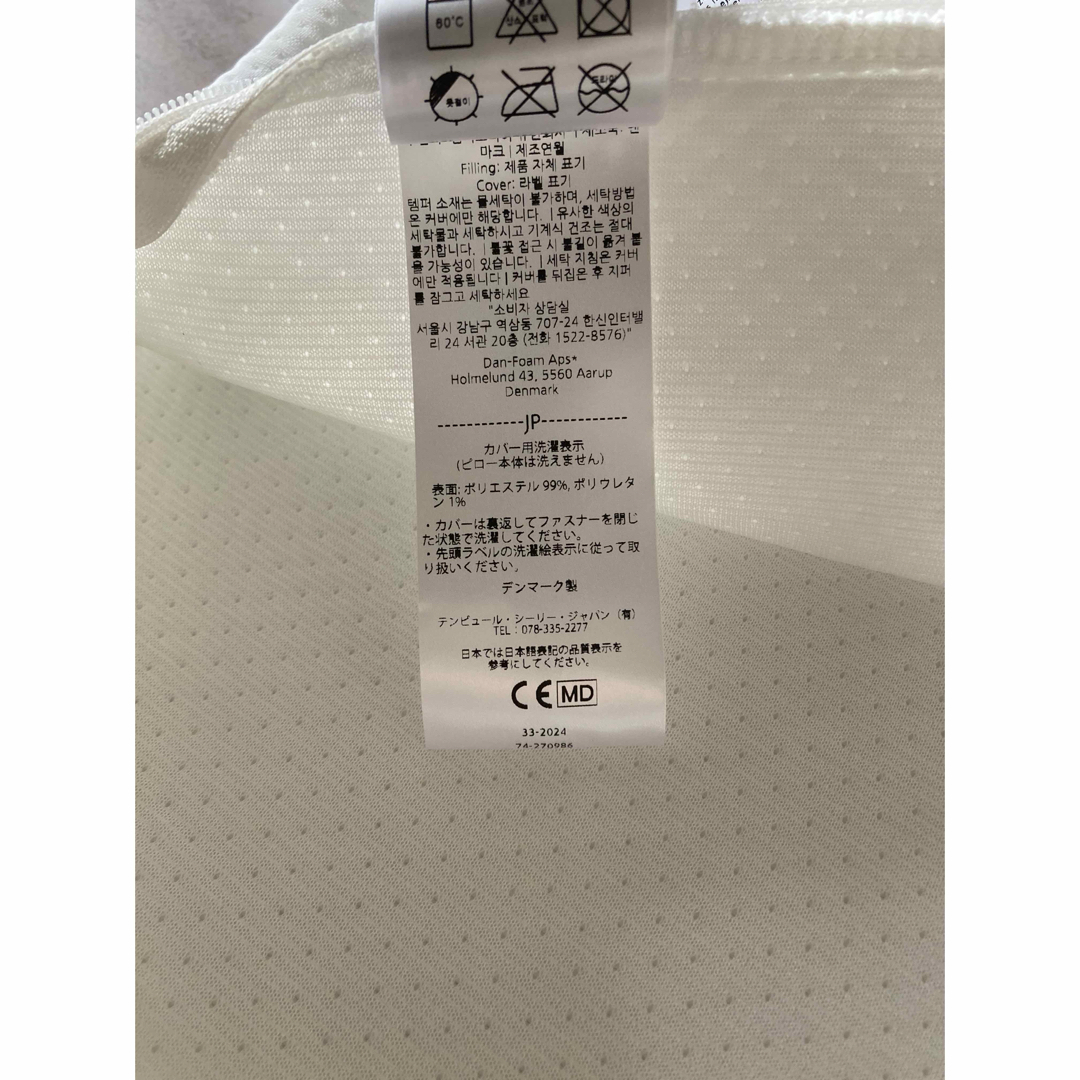 60°C
뜻털이
드라이
마크 | 제조연월
Filling: 제품 자체 표기
Cover: 라벨 표기
템퍼 소재는 물세탁이 불가하며, 세탁방법
은 커버에만 해당합니다. | 유사한 색상의
세탁물과 세탁하시고 기계식 건조는 절대
불가합니다. | 불꽃 접근 시 불길이 옮겨 붙
을 가능성이 있습니다. | 세탁 지침은 커버
에만 적용됩니다 | 커버를 뒤집은 후 지퍼
를 잠그고 세탁하세요
"소비자 상담실
서울시 강남구 역삼동 707-24 한신인터밸
리 24 서관 20층 (전화 1522-8576)"
Dan-Foam Aps*
Holmelund 43, 5560 Aarup
Denmark
------------JP------------
カバー用洗濯表示
(ピロー本体は洗えません)
表面: ポリエステル 99%, ポリウレタ
ン 1%
・カバーは裏返してファスナーを閉じ
た状態で洗濯してください。
・先頭ラベルの洗濯絵表示に従って取
り扱いください。
デンマーク製
テンピュール・シーリー・ジャパン（有）
TEL : 078-335-2277
日本では日本語表記の品質表示を
参考にしてください。
CE MD
33-2024
74-270986